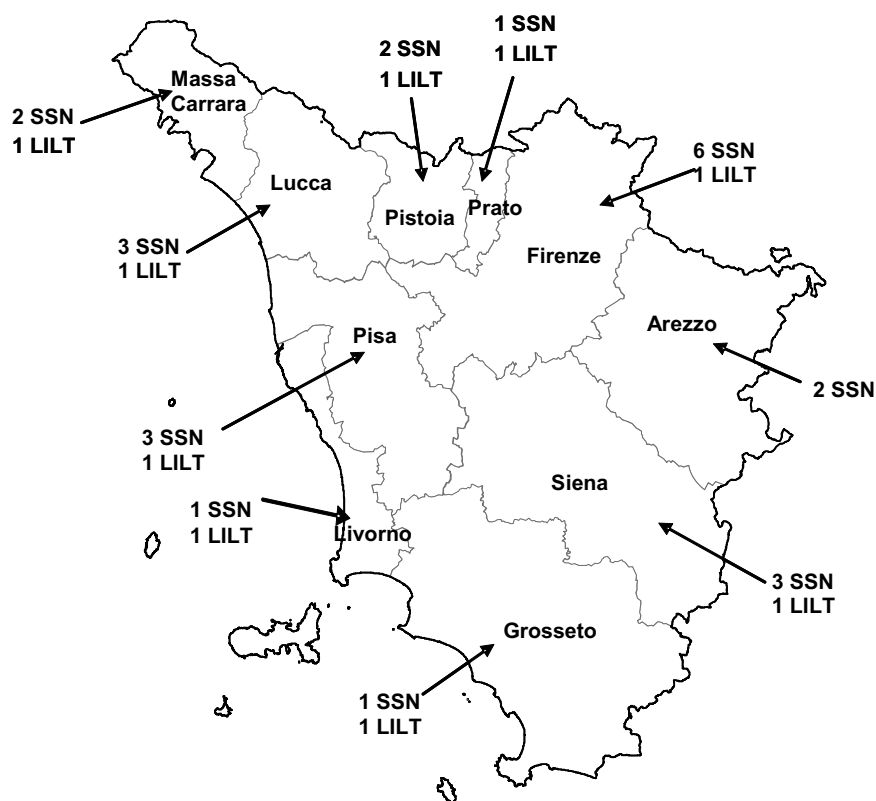 1 SSN
1 LILT
2 SSN
1 LILT
Massa
Carrara
2 SSN
1 LILT
6 SSN
1 LILT
Lucca
Pistoia
Prato
Firenze
3 SSN
1 LILT
Arezzo
Pisa
2 SSN
3 SSN
1 LILT
Siena
1 SSN
1 LILT
Livorno
3 SSN
1 LILT
Grosseto
1 SSN
1 LILT